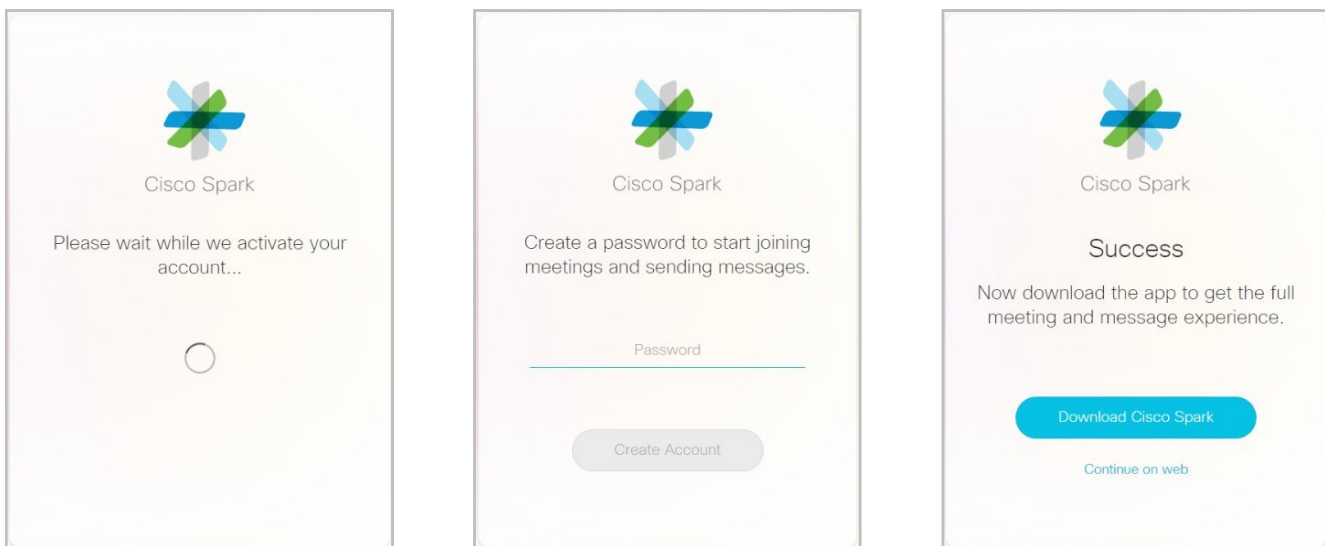 Cisco Spark
Please wait while we activate your
account...
Cisco Spark
Create a password to start joining
meetings and sending messages.
Password
Create Account
Cisco Spark
Success
Now download the app to get the full
meeting and message experience.
Download Cisco Spark
Continue on web